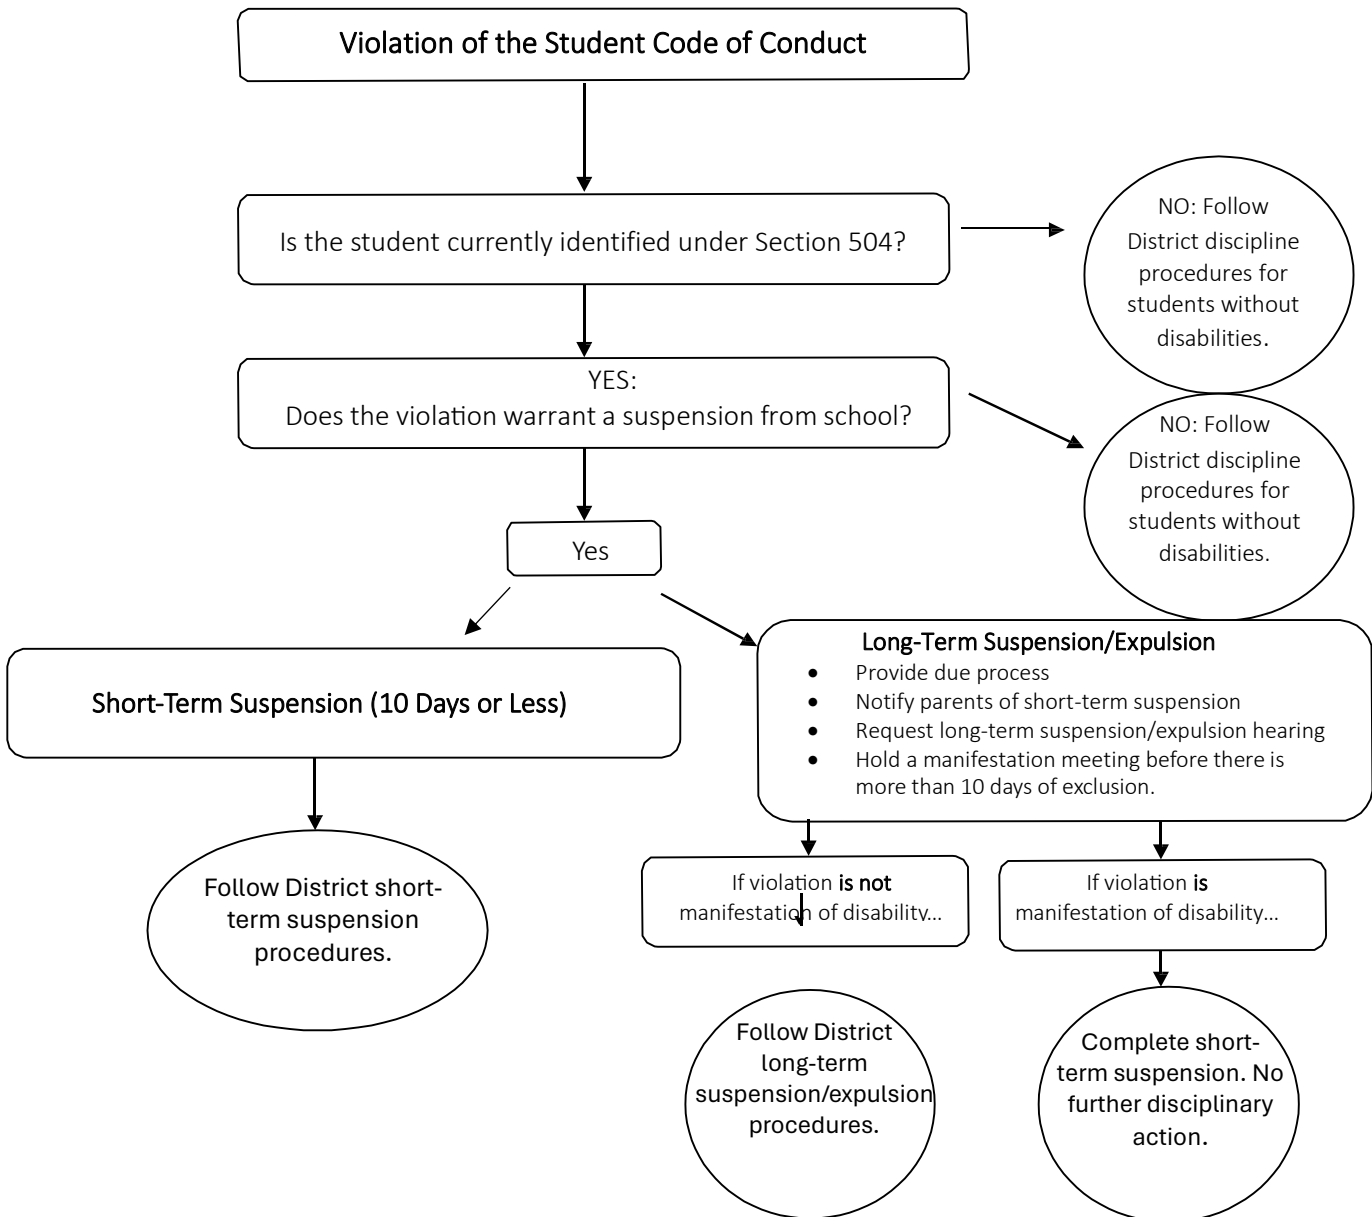 Violation of the Student Code of Conduct
Is the student currently identified under Section 504?
NO: Follow
District discipline
procedures for
students without
disabilities.
YES:
Does the violation warrant a suspension from school?
NO: Follow
District discipline
procedures for
students without
disabilities.
Yes
Short-Term Suspension (10 Days or Less)
Long-Term Suspension/Expulsion
• Provide due process
• Notify parents of short-term suspension
• Request long-term suspension/expulsion hearing
• Hold a manifestation meeting before there is
more than 10 days of exclusion.
Follow District short-
term suspension
procedures.
If violation is not
manifestation of disability...
If violation is
manifestation of disability...
Follow District
long-term
suspension/expulsion
procedures.
Complete short-
term suspension. No
further disciplinary
action.